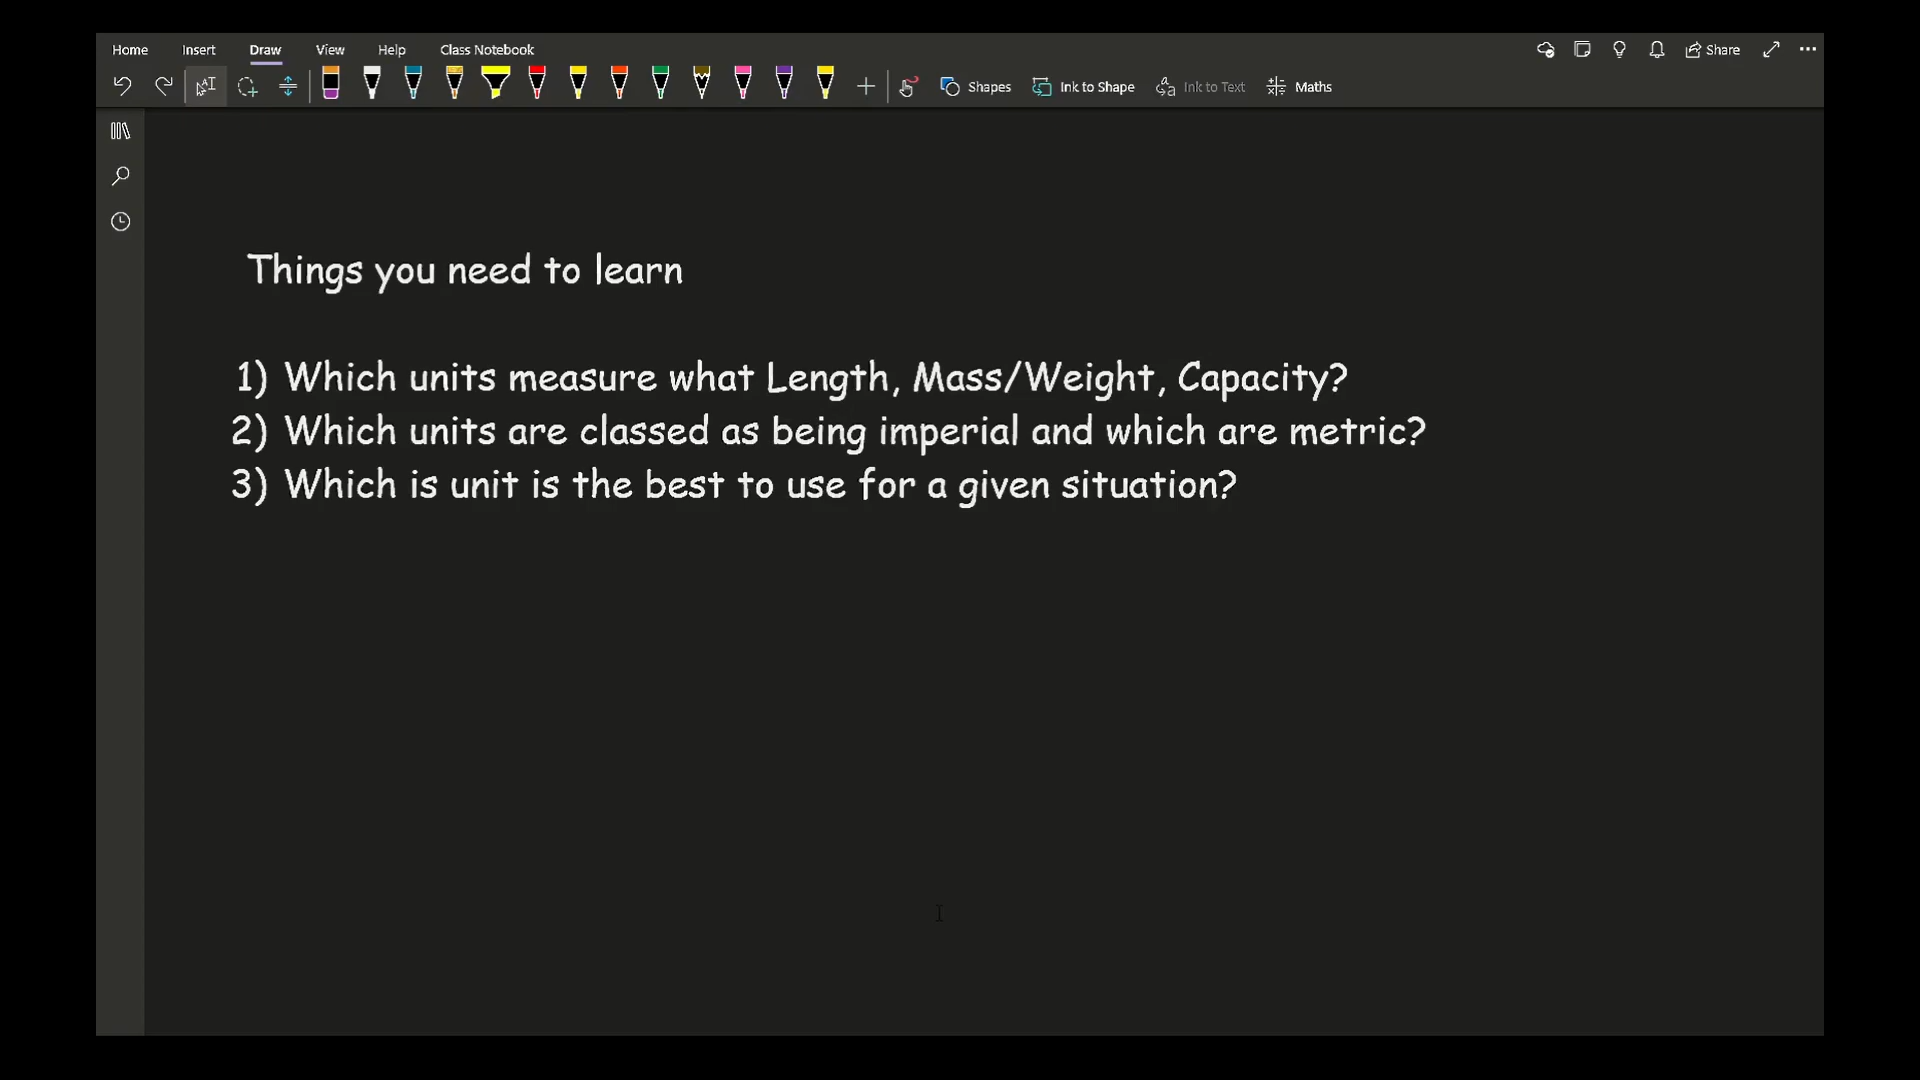 Home Insert Draw View Help Class Notebook Share
Shapes Ink to Shape Ink to Text Maths
Things you need to learn
1) Which units measure what Length, Mass/Weight, Capacity?
2) Which units are classed as being imperial and which are metric?
3) Which is unit is the best to use for a given situation?